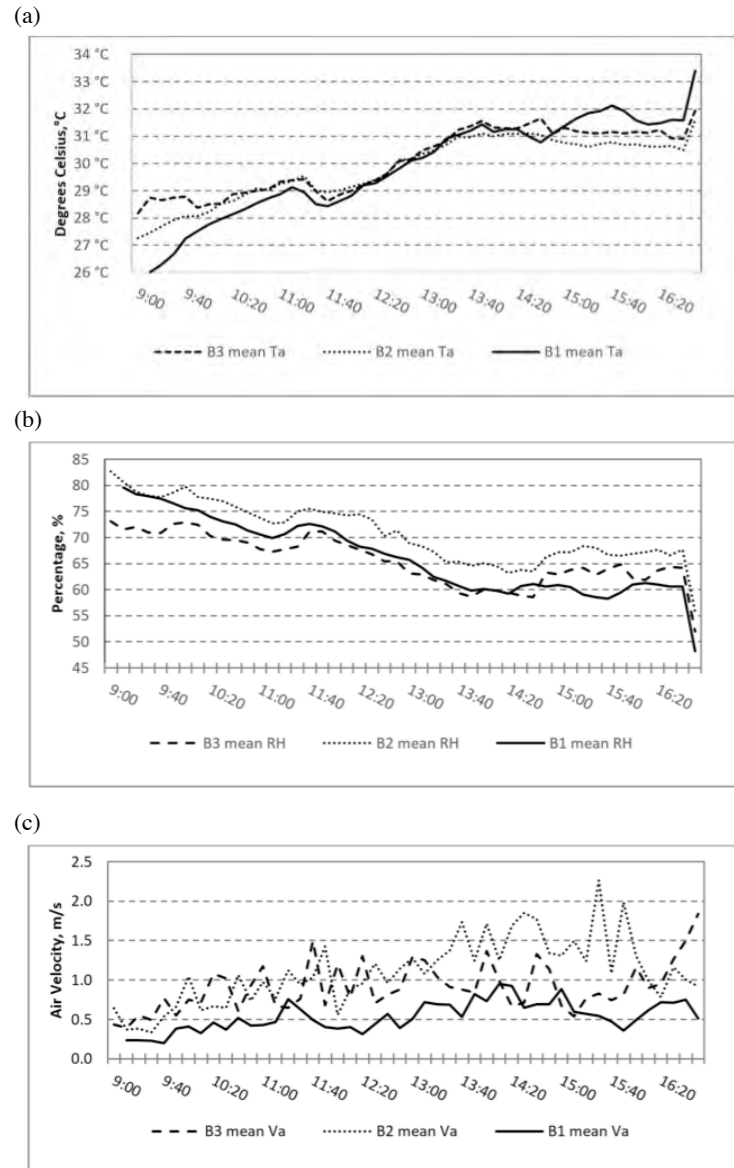 (a)
34 °C
33 °C
32 °C
31 °C
30 °C
29 °C
28 °C
27 °C
26 °C
Degrees Celsius,°C
9:00 9:40 10:20 11:00 11:40 12:20 13:00 13:40 14:20 15:00 15:40 16:20
B3 mean Ta B2 mean Ta B1 mean Ta
(b)
85
80
75
70
65
60
55
50
45
Percentage, %
9:00 9:40 10:20 11:00 11:40 12:20 13:00 13:40 14:20 15:00 15:40 16:20
B3 mean RH B2 mean RH B1 mean RH
(c)
2.5
2.0
1.5
1.0
0.5
0.0
Air Velocity, m/s
9:00 9:40 10:20 11:00 11:40 12:20 13:00 13:40 14:20 15:00 15:40 16:20
B3 mean Va B2 mean Va B1 mean Va